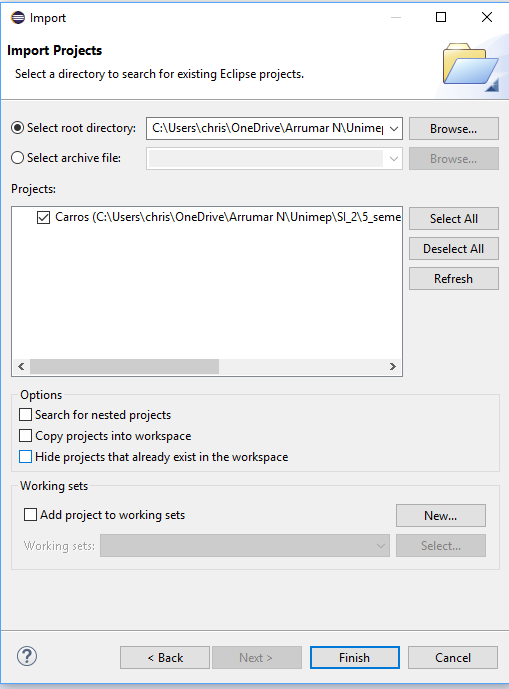 Import
Import Projects
Select a directory to search for existing Eclipse projects.
Select root directory: C:\Users\chris\OneDrive\Arrumar N\Unimep Browse...
Select archive file: Browse...
Projects:
Carros (C:\Users\chris\OneDrive\Arrumar N\Unimep\SI_2\5_seme
Select All
Deselect All
Refresh
Options
Search for nested projects
Copy projects into workspace
Hide projects that already exist in the workspace
Working sets
Add project to working sets New...
Working sets: Select...
? < Back Next > Finish Cancel